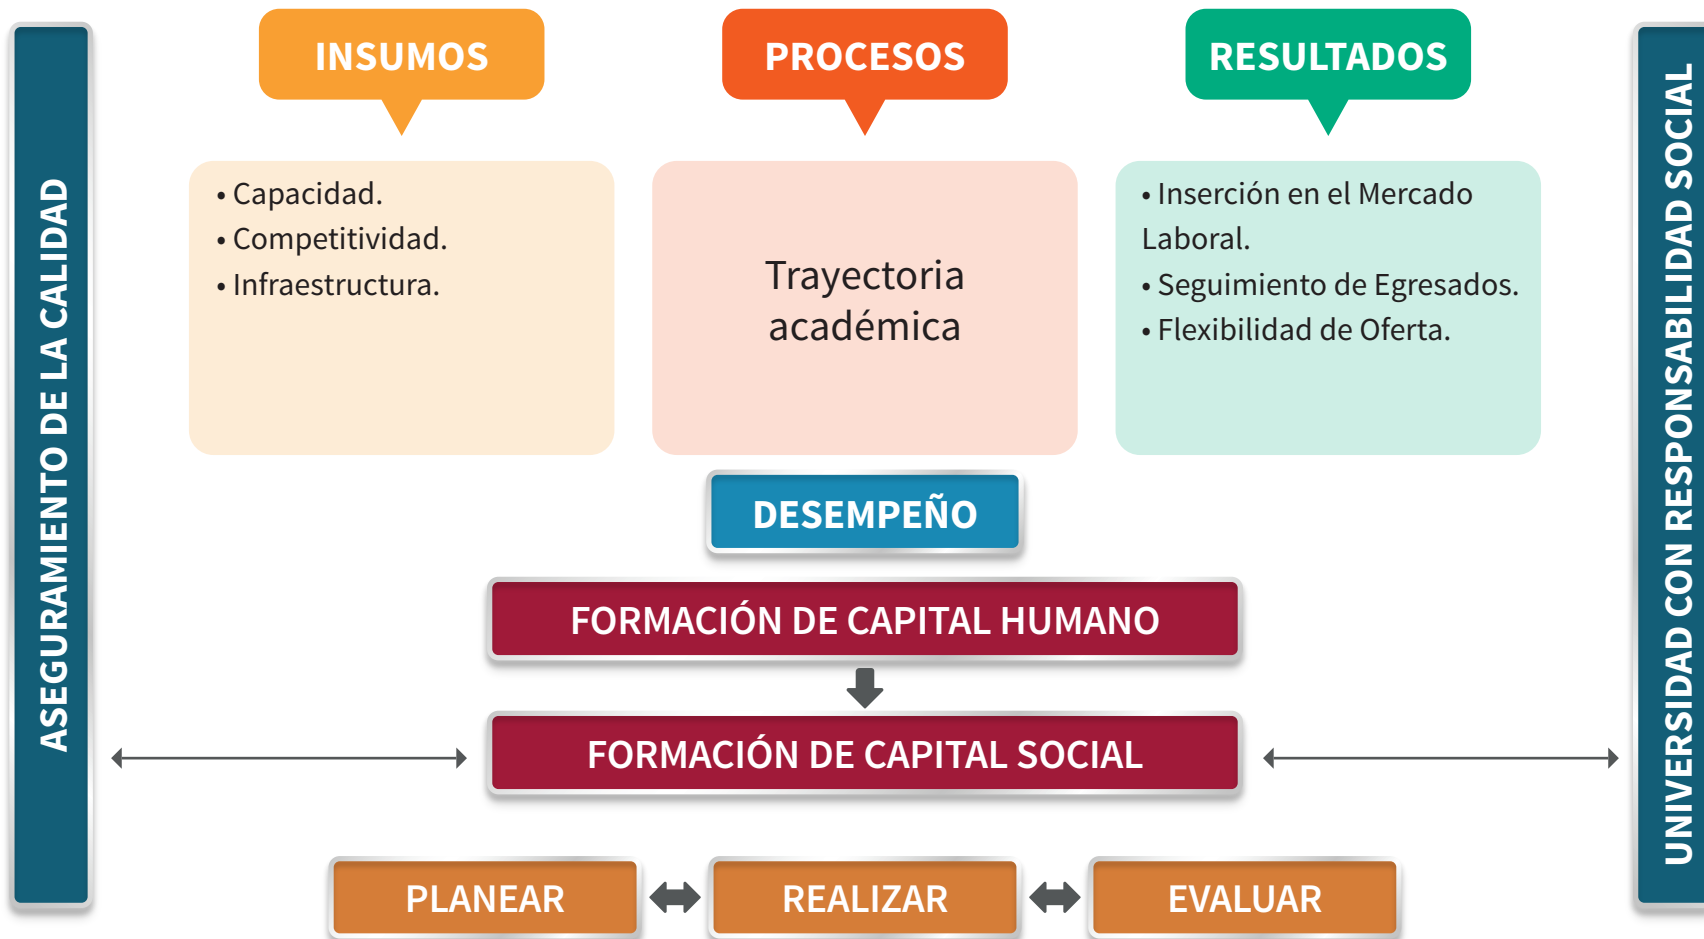 ASEGURAMIENTO DE LA CALIDAD
INSUMOS
• Capacidad.
• Competitividad.
• Infraestructura.
PROCESOS
Trayectoria
académica
RESULTADOS
• Inserción en el Mercado
Laboral.
• Seguimiento de Egresados.
• Flexibilidad de Oferta.
DESEMPEÑO
FORMACIÓN DE CAPITAL HUMANO
FORMACIÓN DE CAPITAL SOCIAL
PLANEAR
REALIZAR
EVALUAR
UNIVERSIDAD CON RESPONSABILIDAD SOCIAL